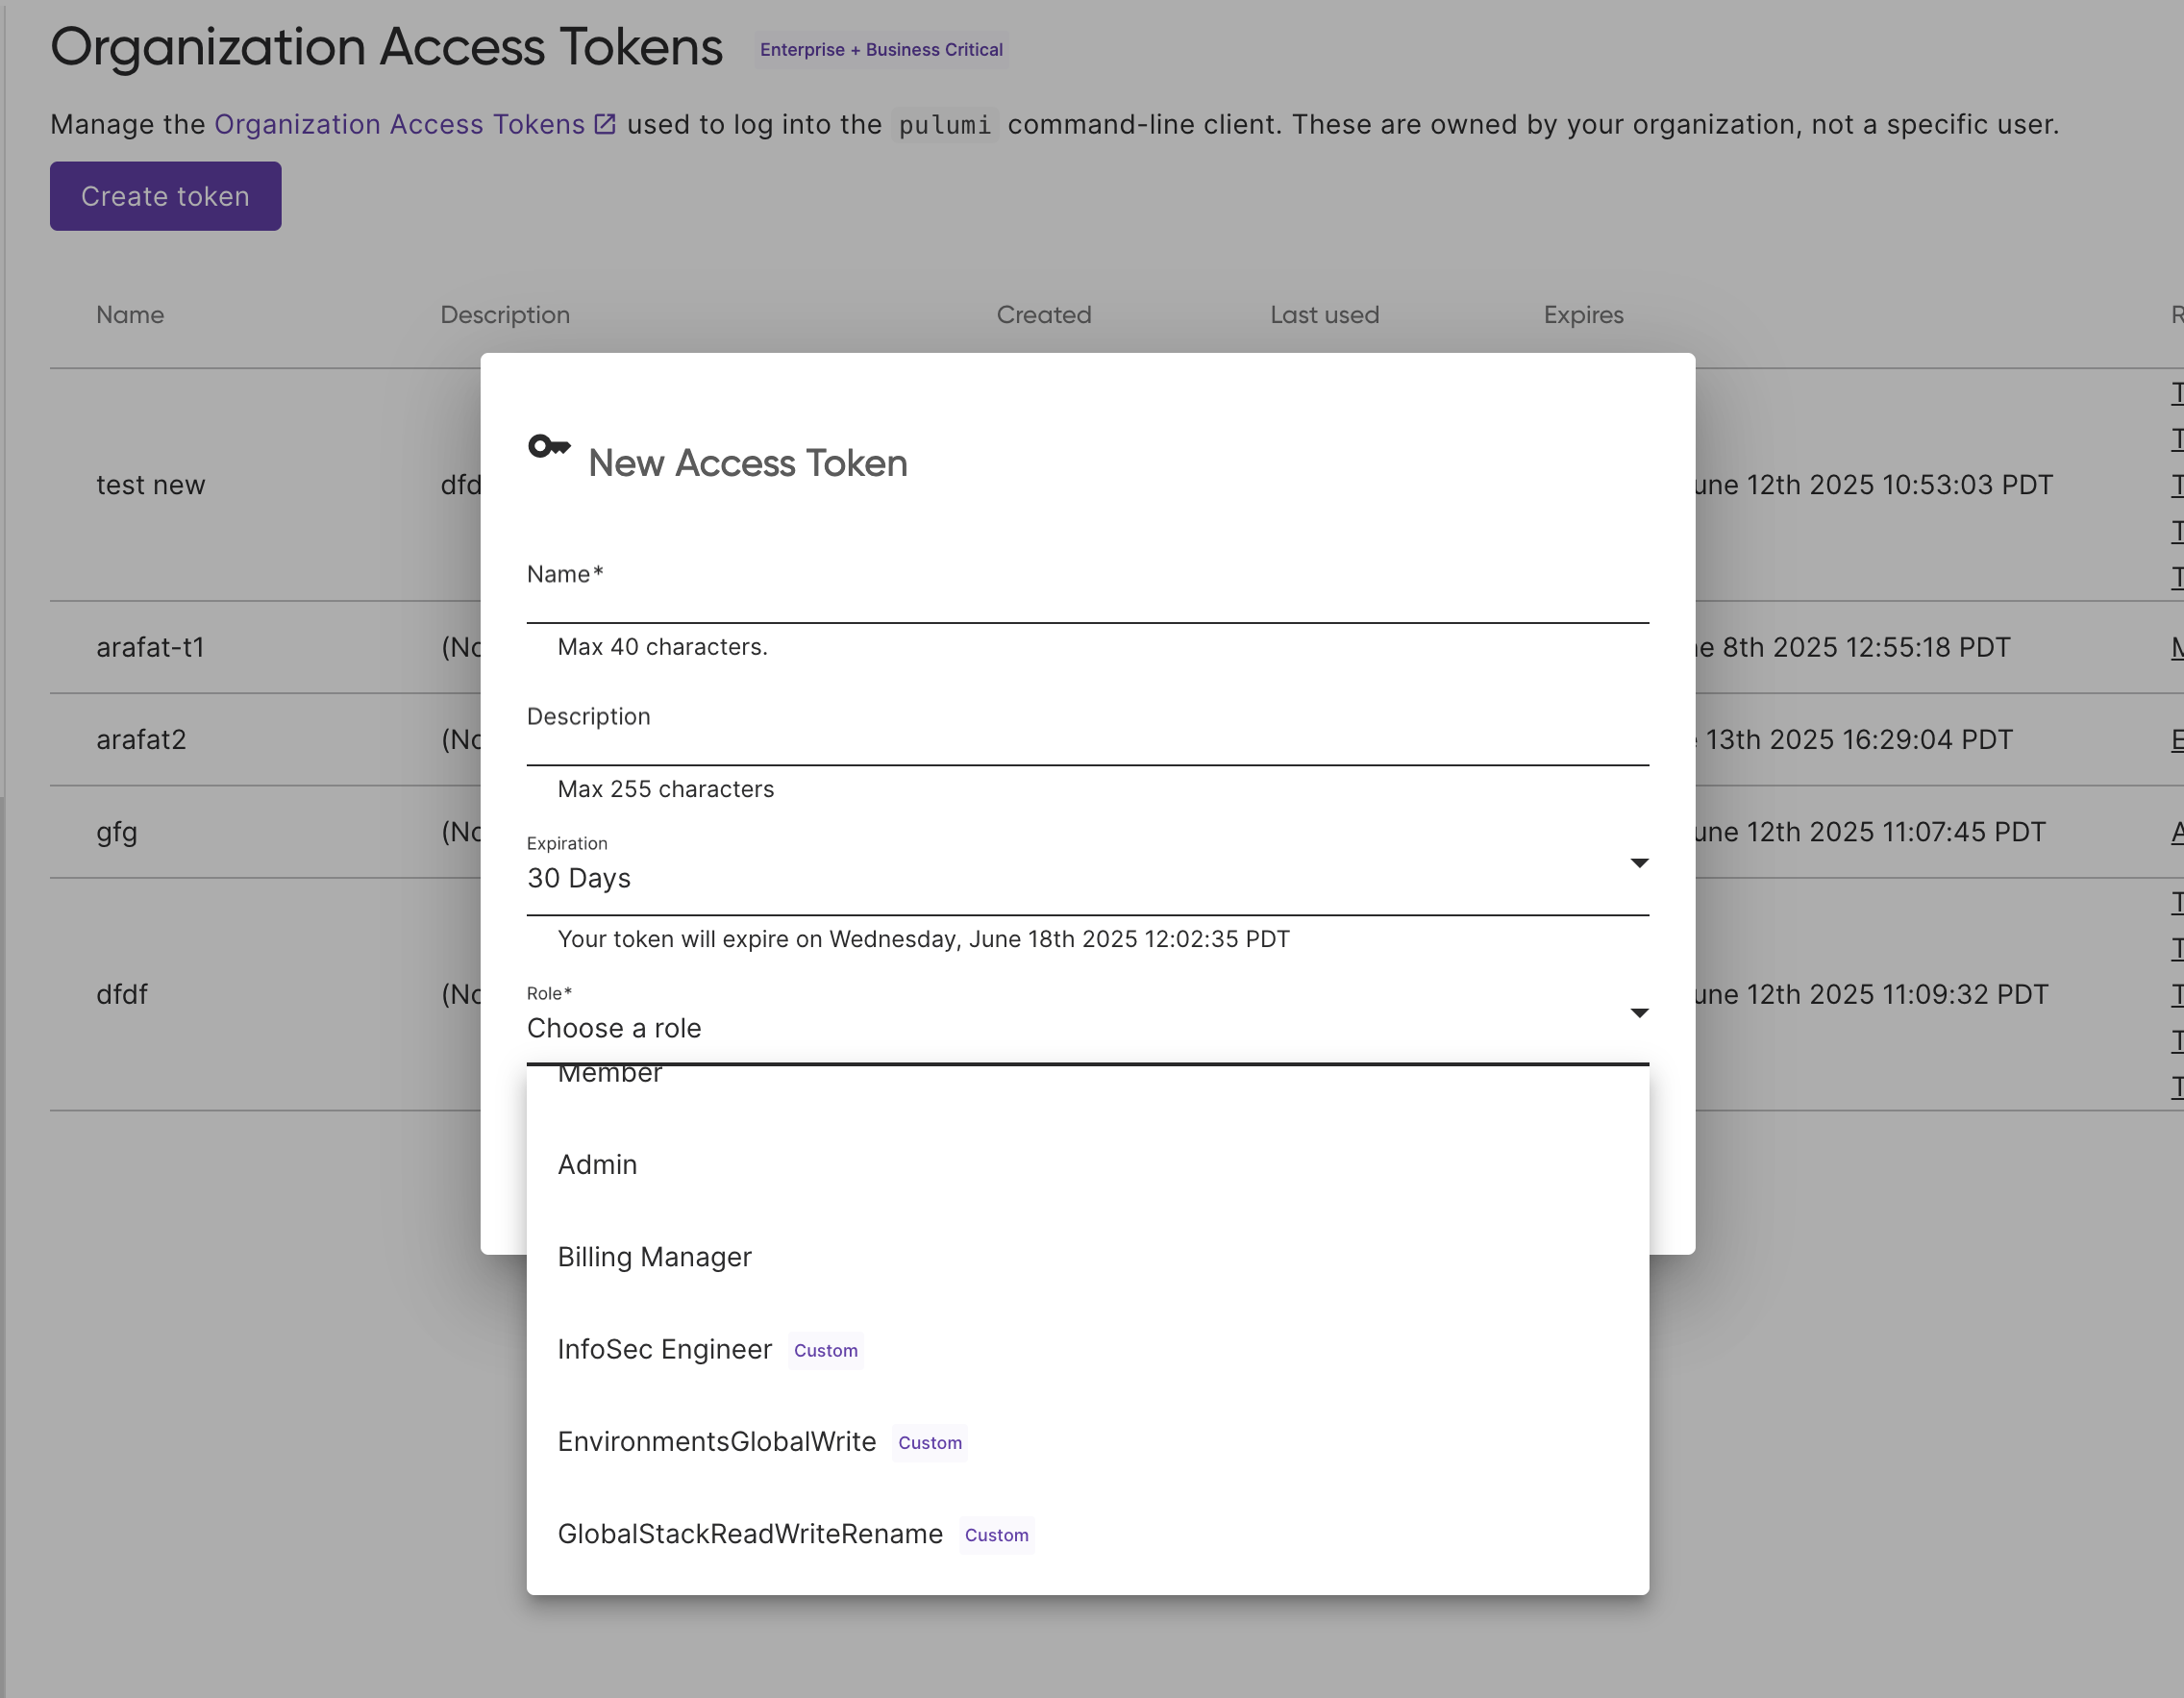 Organization Access Tokens Enterprise + Business Critical
Manage the Organization Access Tokens used to log into the pulumi command-line client. These are owned by your organization, not a specific user.
Create token
Name Description Created Last used Expires
test new
une 12th 2025 10:53:03 PDT
arafat-t1
8th 2025 12:55:18 PDT
arafat2
13th 2025 16:29:04 PDT
gfg
une 12th 2025 11:07:45 PDT
dfdf
une 12th 2025 11:09:32 PDT
New Access Token
Name*
Max 40 characters.
Description
Max 255 characters
Expiration
30 Days
Your token will expire on Wednesday, June 18th 2025 12:02:35 PDT
Role*
Choose a role
Member
Admin
Billing Manager
InfoSec Engineer Custom
EnvironmentsGlobalWrite Custom
GlobalStackReadWriteRename Custom